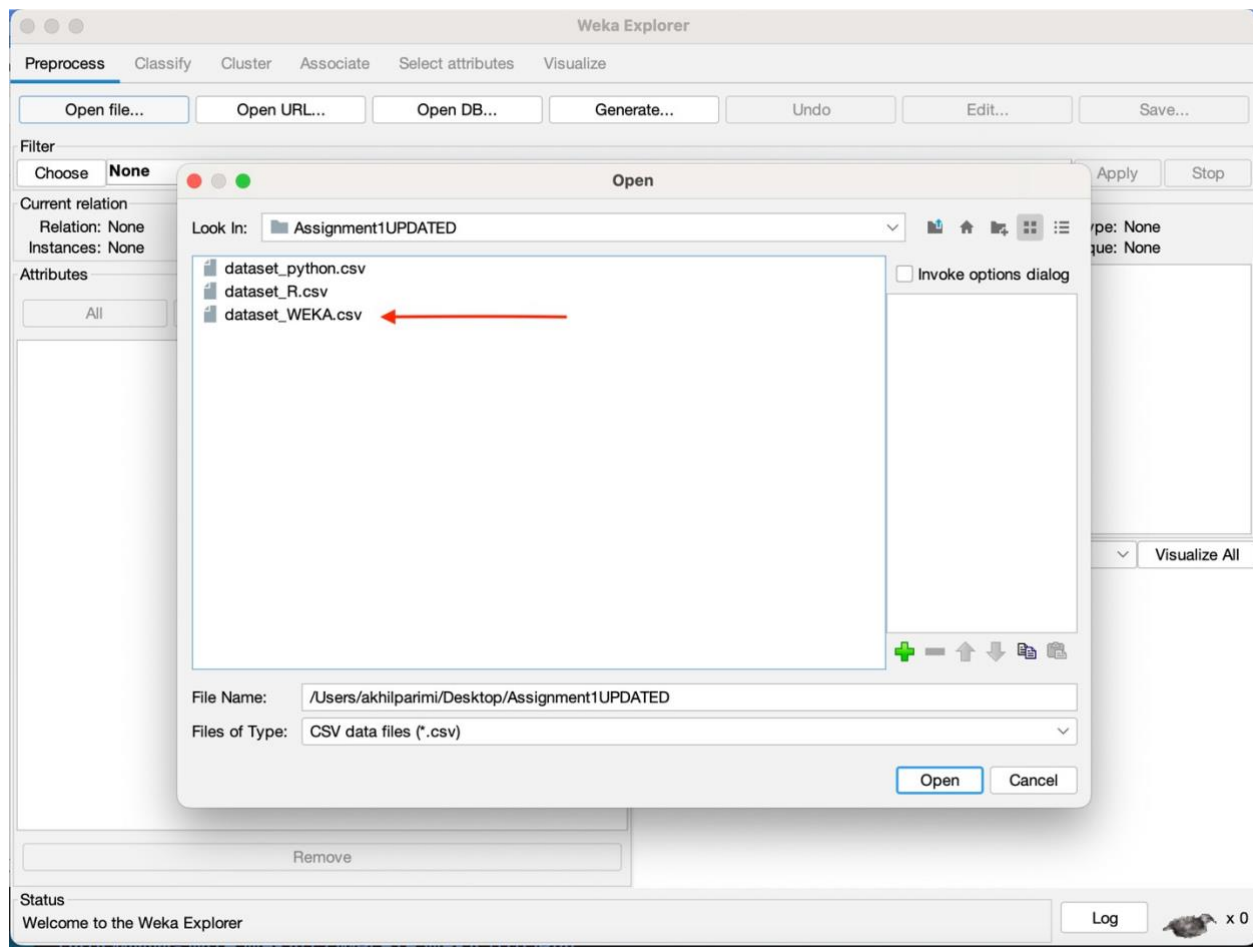 Weka Explorer
Preprocess Classify Cluster Associate Select attributes Visualize
Open file... Open URL... Open DB... Generate... Undo Edit... Save...
Filter
Choose None Apply Stop
Open
Current relation
Relation: None
Instances: None
Look In: Assignment1UPDATED
ype: None
que: None
Attributes
All
dataset_python.csv
dataset_R.csv
dataset_WEKA.csv
Invoke options dialog
Visualize All
File Name: /Users/akhilparimi/Desktop/Assignment1UPDATED
Files of Type: CSV data files (*.csv)
Open Cancel
Remove
Status
Welcome to the Weka Explorer
Log x 0